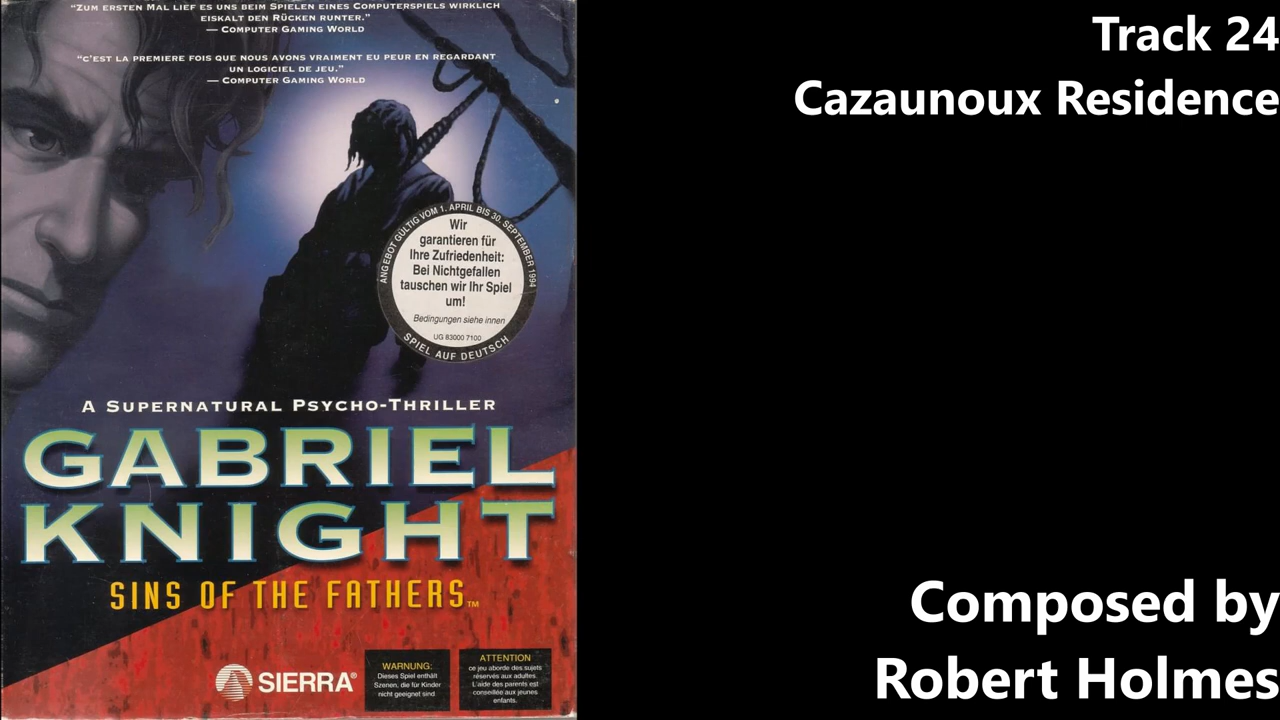 “Zum ersten Mal lief es uns beim Spielen eines Computerspiels wirklich
eiskalt den Rücken runter.”
— Computer Gaming World
“c'est la premiere fois que nous avons vraiment eu peur en regardant
un logiciel de jeu.”
— Computer Gaming World
ANGEBOT GÜLTIG VOM 1. APRIL BIS 30. SEPTEMBER 1994
Wir
garantieren für
Ihre Zufriedenheit:
Bei Nichtgefallen
tauschen wir Ihr Spiel
um!
Bedingungen siehe innen
UG 83000 7100
SPIEL AUF DEUTSCH
A Supernatural Psycho-Thriller
GABRIEL
KNIGHT
SINS OF THE FATHERS™
SIERRA®
WARNUNG:
Dieses Spiel enthält
Szenen, die für Kinder
nicht geeignet sind
ATTENTION
ce jeu aborde des sujets
réservés aux adultes.
L'aide des parents est
conseillée aux jeunes
enfants.
Track 24
Cazaunoux Residence
Composed by
Robert Holmes